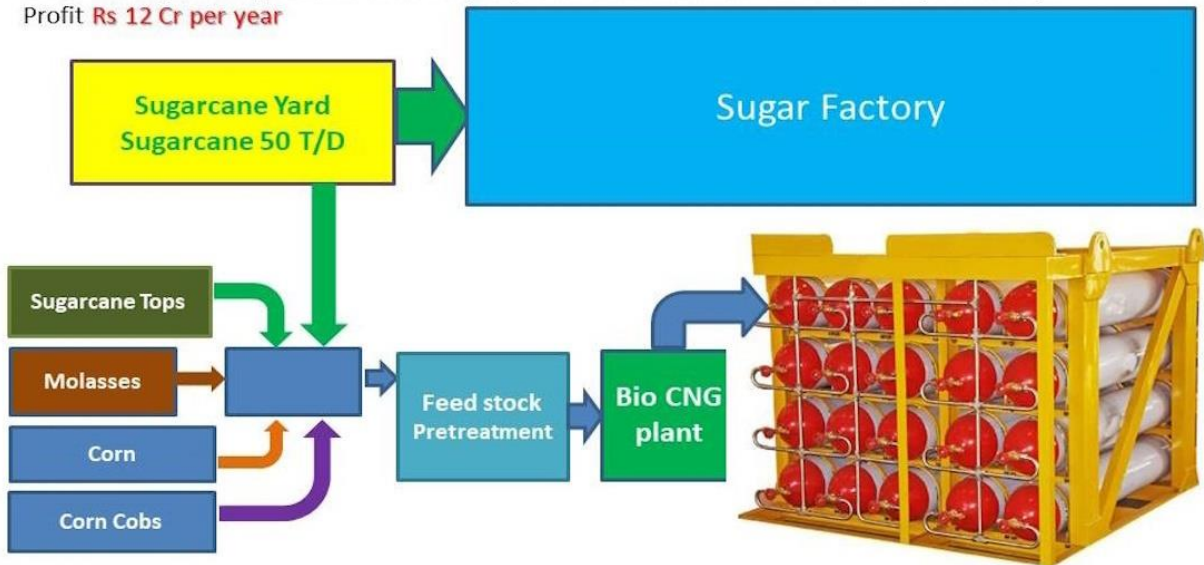 Profit Rs 12 Cr per year
Sugarcane Yard
Sugarcane 50 T/D
Sugar Factory
Sugarcane Tops
Molasses
Corn
Corn Cobs
Feed stock
Pretreatment
Bio CNG
plant